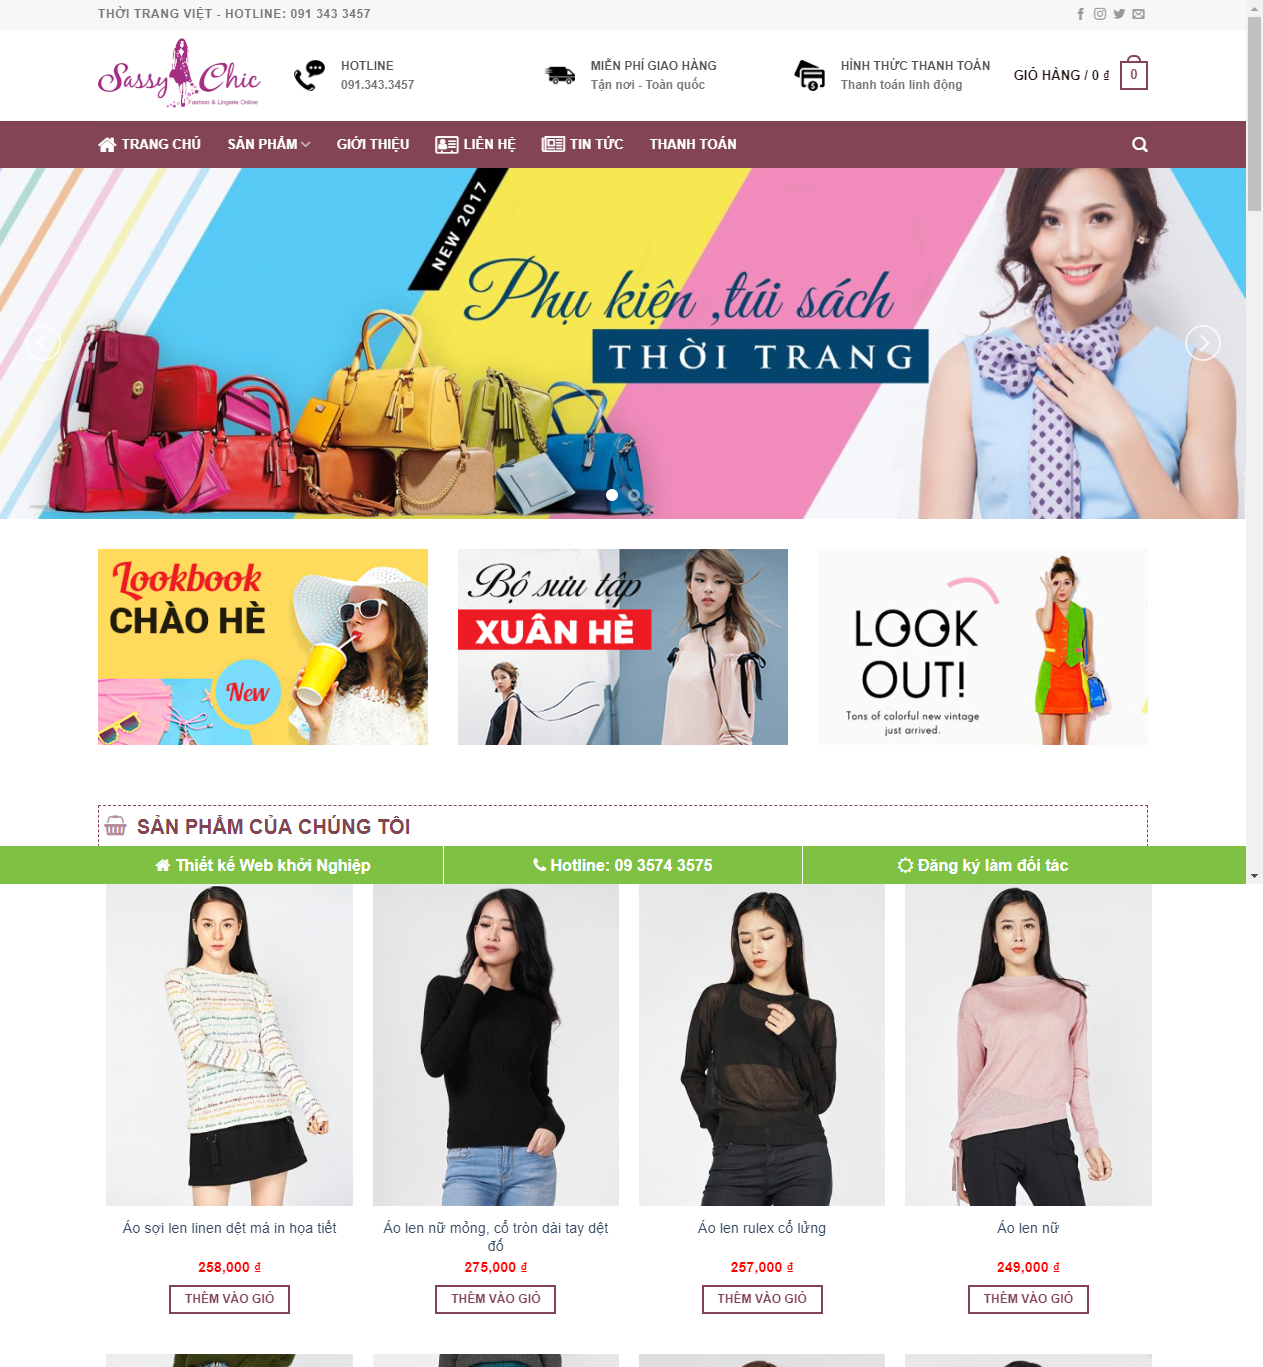 THỜI TRANG VIỆT - HOTLINE: 091 343 3457
Sassy Chic
Fashion & Lingerie Online
HOTLINE
091.343.3457
MIỄN PHÍ GIAO HÀNG
Tận nơi - Toàn quốc
HÌNH THỨC THANH TOÁN
Thanh toán linh động
GIỎ HÀNG / 0 ₫
0
TRANG CHỦ
SẢN PHẨM
GIỚI THIỆU
LIÊN HỆ
TIN TỨC
THANH TOÁN
NEW 2017
Phụ kiện ,túi sách
THỜI TRANG
Lookbook
CHÀO HÈ
New
Bộ sưu tập
XUÂN HÈ
LOOK
OUT!
Tons of colorful new vintage
just arrived.
SẢN PHẨM CỦA CHÚNG TÔI
Thiết kế Web khởi Nghiệp
Hotline: 09 3574 3575
Đăng ký làm đối tác
Áo sợi len linen dệt má in họa tiết
258,000 ₫
THÊM VÀO GIỎ
Áo len nữ mỏng, cổ tròn dài tay dệt
đố
275,000 ₫
THÊM VÀO GIỎ
Áo len rulex cổ lửng
257,000 ₫
THÊM VÀO GIỎ
Áo len nữ
249,000 ₫
THÊM VÀO GIỎ